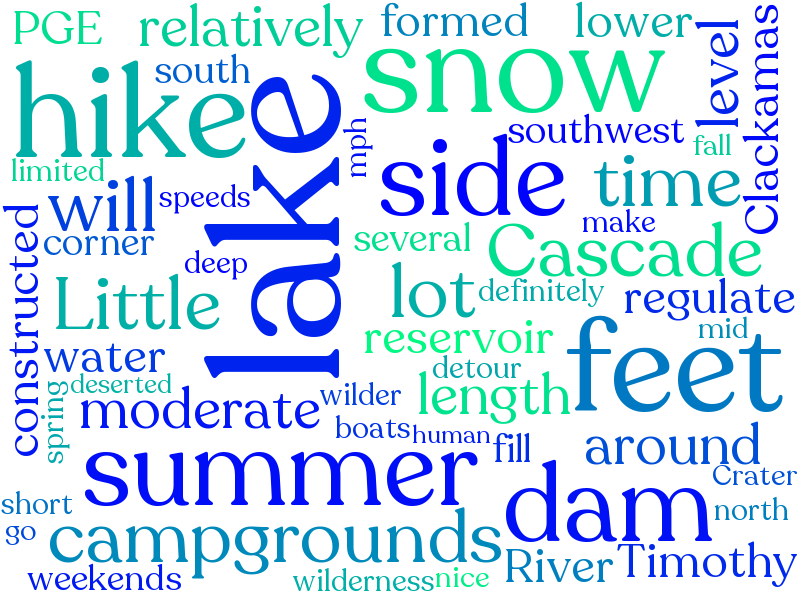 PGE
relatively
formed
lower
level
Clackamas
south
hike
snow
lake
mph
southwest
fall
limited
side
time
will
speeds
make
constructed
corner
several
Cascade
deep
Little
lot
definitely
regulate
reservoir
mid
water
feet
detour
deserted
spring
moderate
wilder
length
boats
human
fill
around
summer
dam
Crater
short
north
go
campgrounds
River
Timothy
weekends
wilderness
nice